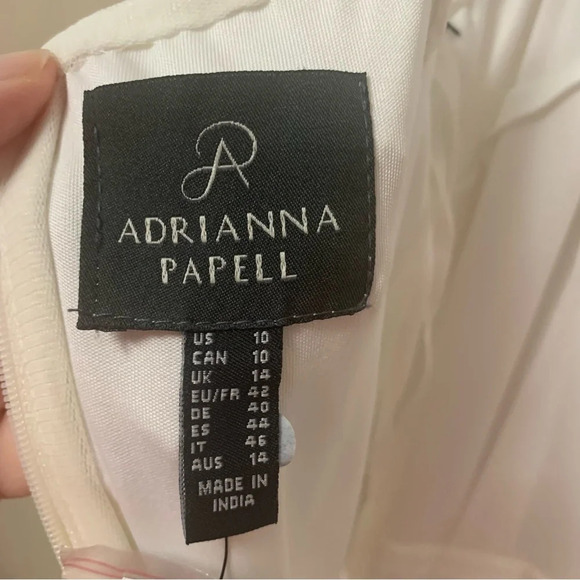 ADRIANNA
PAPELL
US 10
CAN 10
UK 14
EU/FR 42
DE 40
ES 44
IT 46
AUS 14
MADE IN
INDIA